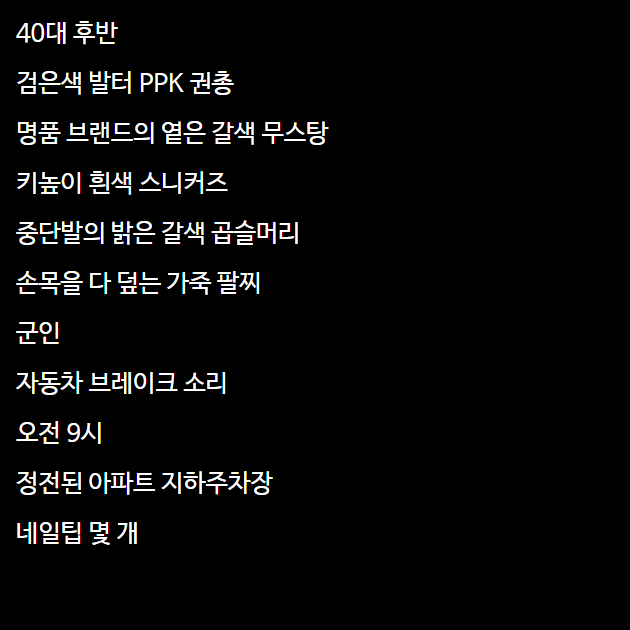 40대 후반
검은색 발터 PPK 권총
명품 브랜드의 옅은 갈색 무스탕
키높이 흰색 스니커즈
중단발의 밝은 갈색 곱슬머리
손목을 다 덮는 가죽 팔찌
군인
자동차 브레이크 소리
오전 9시
정전된 아파트 지하주차장
네일팁 몇 개